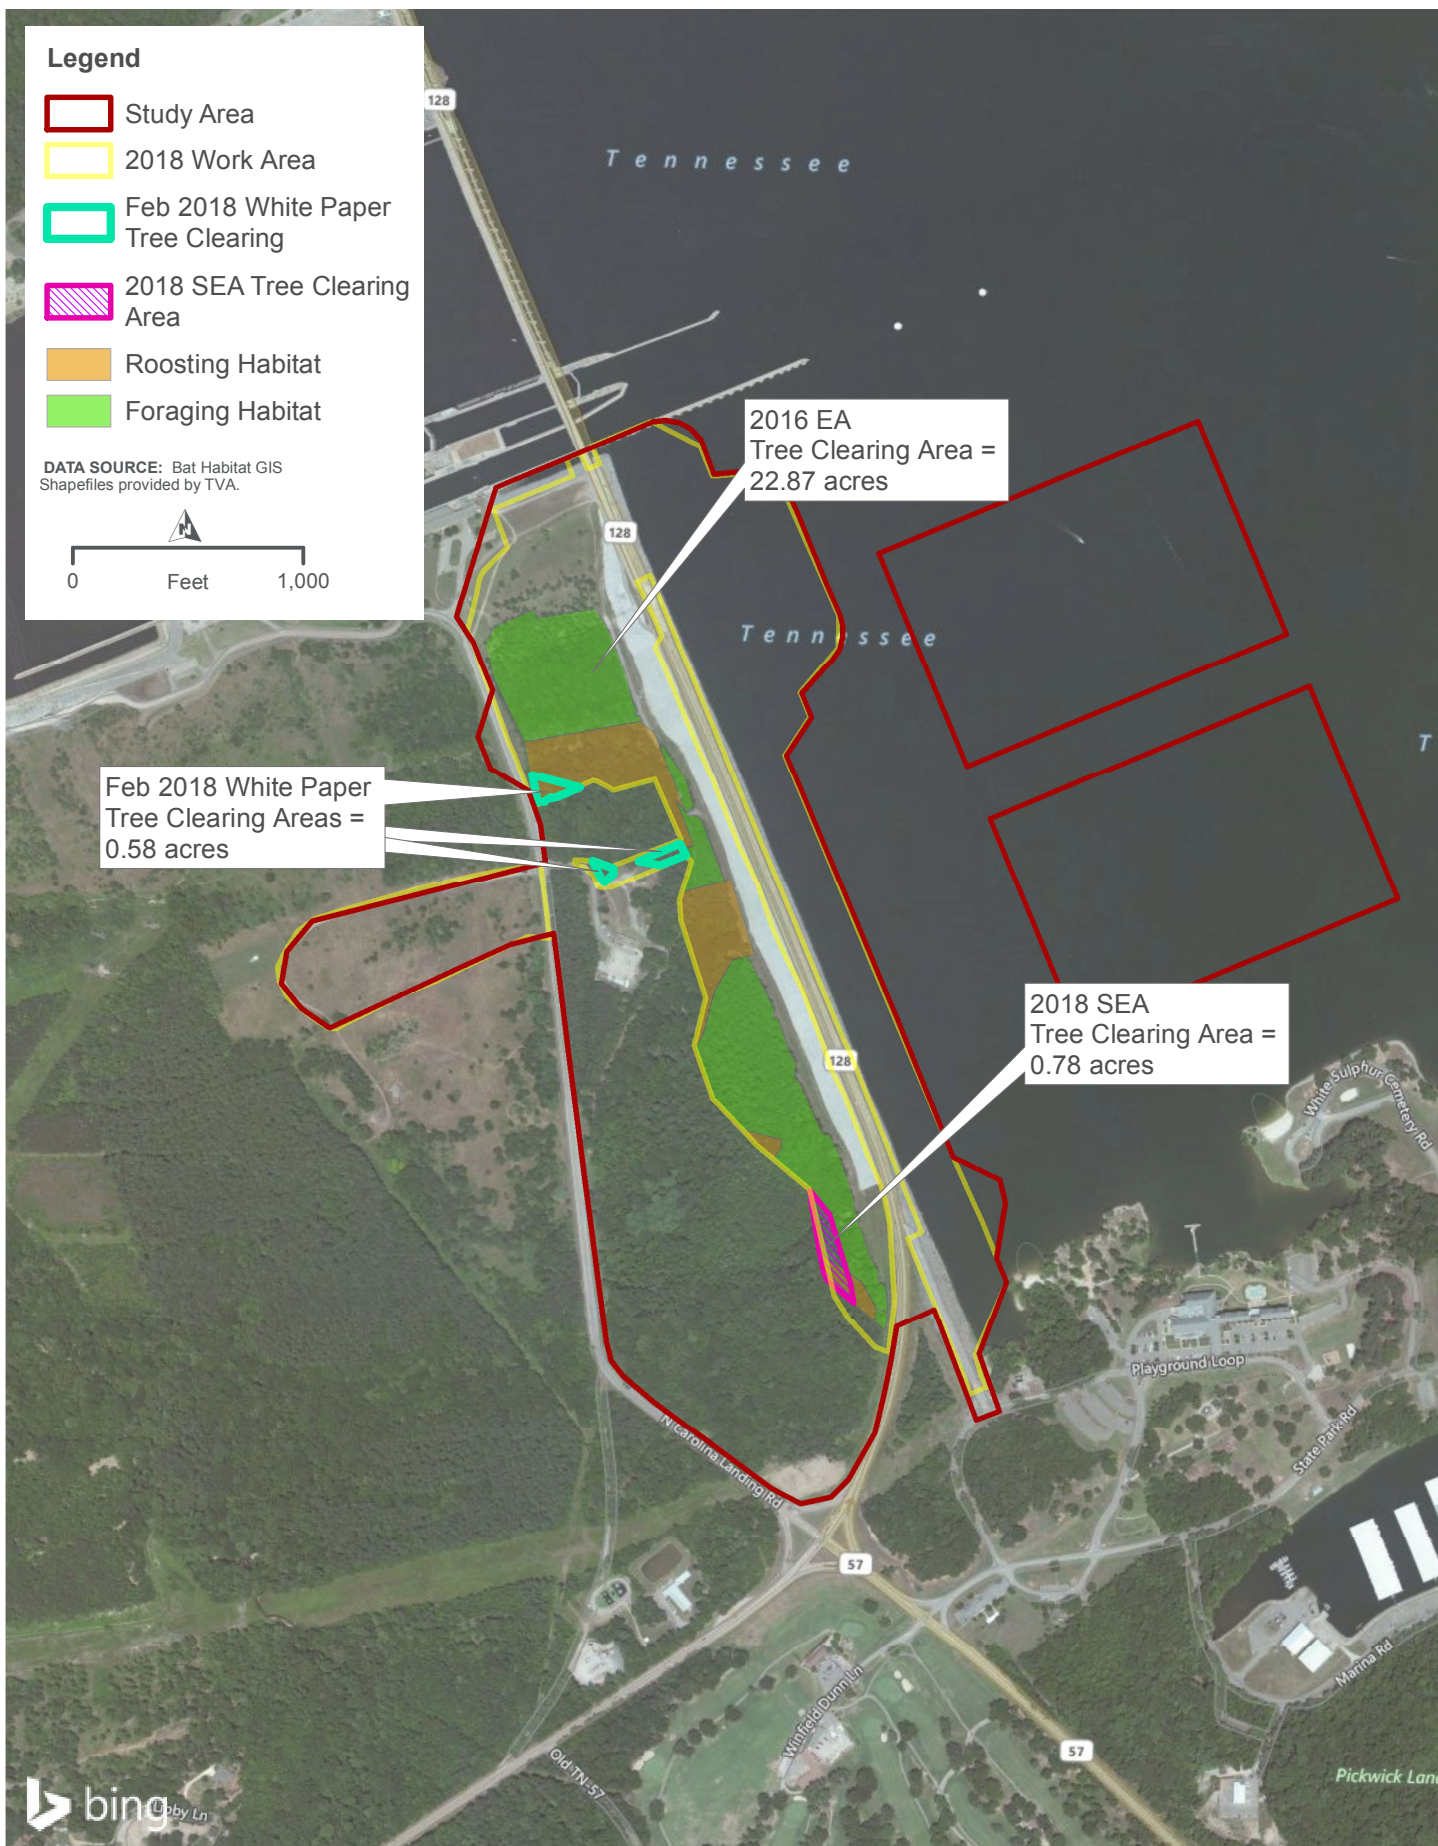 Legend
Study Area
2018 Work Area
Feb 2018 White Paper
Tree Clearing
2018 SEA Tree Clearing
Area
Roosting Habitat
Foraging Habitat
DATA SOURCE: Bat Habitat GIS
Shapefiles provided by TVA.
N
0 Feet 1,000
128
Tennessee
2016 EA
Tree Clearing Area =
22.87 acres
128
Tennessee
T
Feb 2018 White Paper
Tree Clearing Areas =
0.58 acres
2018 SEA
Tree Clearing Area =
0.78 acres
128
White Sulphur Cemetery Rd
Playground Loop
State Park Rd
N Carolina Landing Rd
57
Marina Rd
Winfield Dunn Ln
Old TN-57
57
Pickwick Lan
bing
Libby Ln